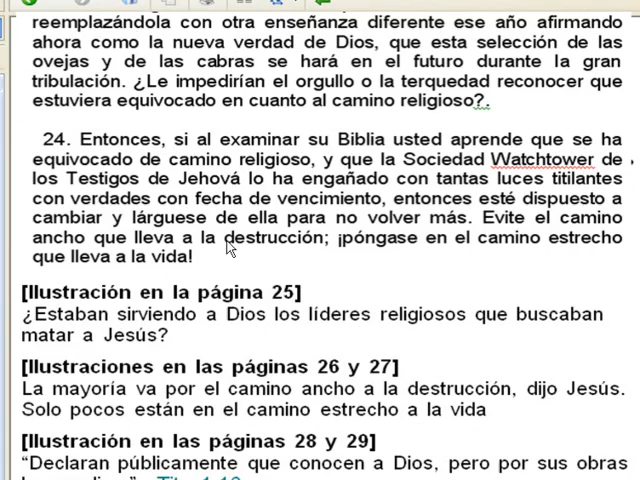 reemplazándola con otra enseñanza diferente ese año afirmando
ahora como la nueva verdad de Dios, que esta selección de las
ovejas y de las cabras se hará en el futuro durante la gran
tribulación. ¿Le impedirían el orgullo o la terquedad reconocer que
estuviera equivocado en cuanto al camino religioso?.
24. Entonces, si al examinar su Biblia usted aprende que se ha
equivocado de camino religioso, y que la Sociedad Watchtower de
los Testigos de Jehová lo ha engañado con tantas luces titilantes
con verdades con fecha de vencimiento, entonces esté dispuesto a
cambiar y lárguese de ella para no volver más. Evite el camino
ancho que lleva a la destrucción; ¡póngase en el camino estrecho
que lleva a la vida!
[Ilustración en la página 25]
¿Estaban sirviendo a Dios los líderes religiosos que buscaban
matar a Jesús?
[Ilustraciones en las páginas 26 y 27]
La mayoría va por el camino ancho a la destrucción, dijo Jesús.
Solo pocos están en el camino estrecho a la vida
[Ilustración en las páginas 28 y 29]
“Declaran públicamente que conocen a Dios, pero por sus obras